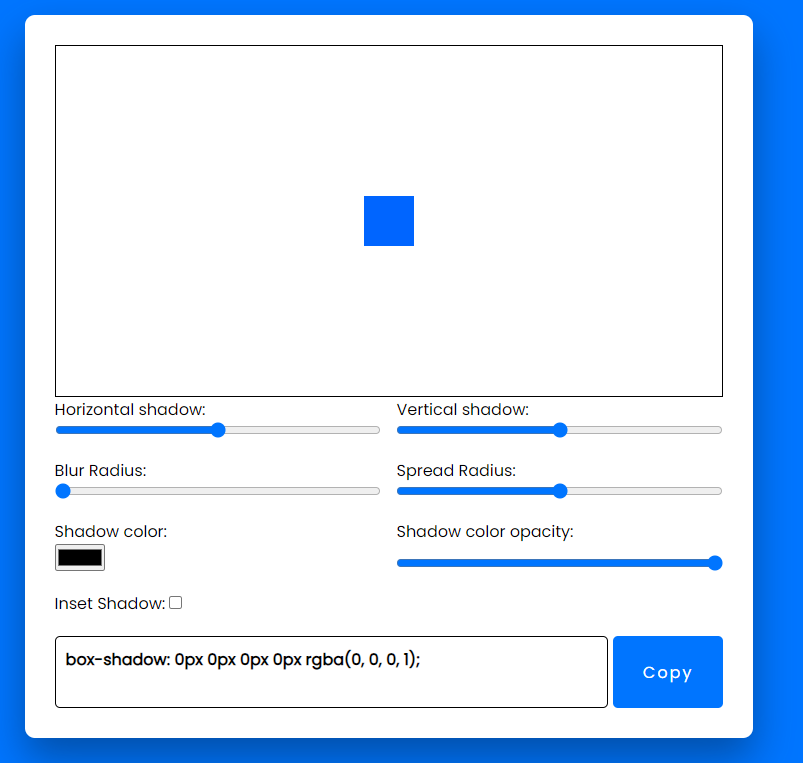 Horizontal shadow: Vertical shadow:
Blur Radius: Spread Radius:
Shadow color: Shadow color opacity:
Inset Shadow:
box-shadow: 0px 0px 0px 0px rgba(0, 0, 0, 1);
Copy